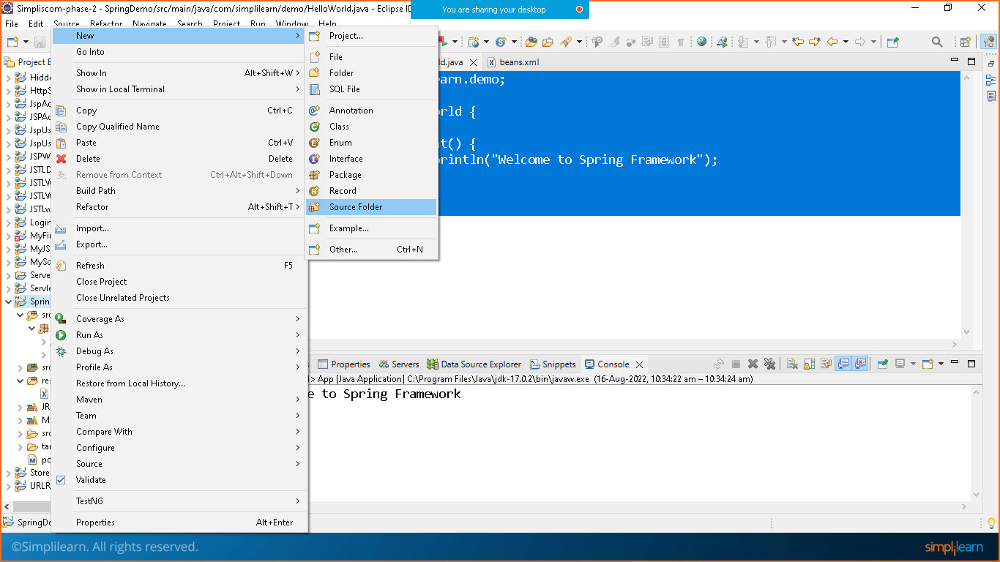 Simpliscom-phase-2 - SpringDemo/src/main/java/com/simplilearn/demo/HelloWorld.java - Eclipse
You are sharing your desktop
File Edit Source Refactor Navigate Search Project Run Window Help
Project E
ld.java
beans.xml
Hidd
HttpS
JspAc
JSPAc
JspUs
JspUs
JSPW
JSTLD
JSTLW
JSTLW
JSTLw
Login
MyFir
MyJS
MySc
Serve
Servle
Sprin
src
src
res
JR
M
src
tar
po
Store
URLR
New
Go Into
Show In Alt+Shift+W
Show in Local Terminal
Copy Ctrl+C
Copy Qualified Name
Paste Ctrl+V
Delete Delete
Remove from Context Ctrl+Alt+Shift+Down
Build Path
Refactor Alt+Shift+T
Import...
Export...
Refresh F5
Close Project
Close Unrelated Projects
Coverage As
Run As
Debug As
Profile As
Restore from Local History...
Maven
Team
Compare With
Configure
Source
Validate
TestNG
Properties Alt+Enter
Project...
File
Folder
SQL File
Annotation
Class
Enum
Interface
Package
Record
Source Folder
Example...
Other... Ctrl+N
earn.demo;
orld {
nt() {
println("Welcome to Spring Framework");
Properties Servers Data Source Explorer Snippets Console
d> App [Java Application] C:\Program Files\Java\jdk-17.0.2\bin\javaw.exe (16-Aug-2022, 10:34:22 am – 10:34:24 am)
e to Spring Framework
SpringDe
©Simplilearn. All rights reserved.
simplilearn